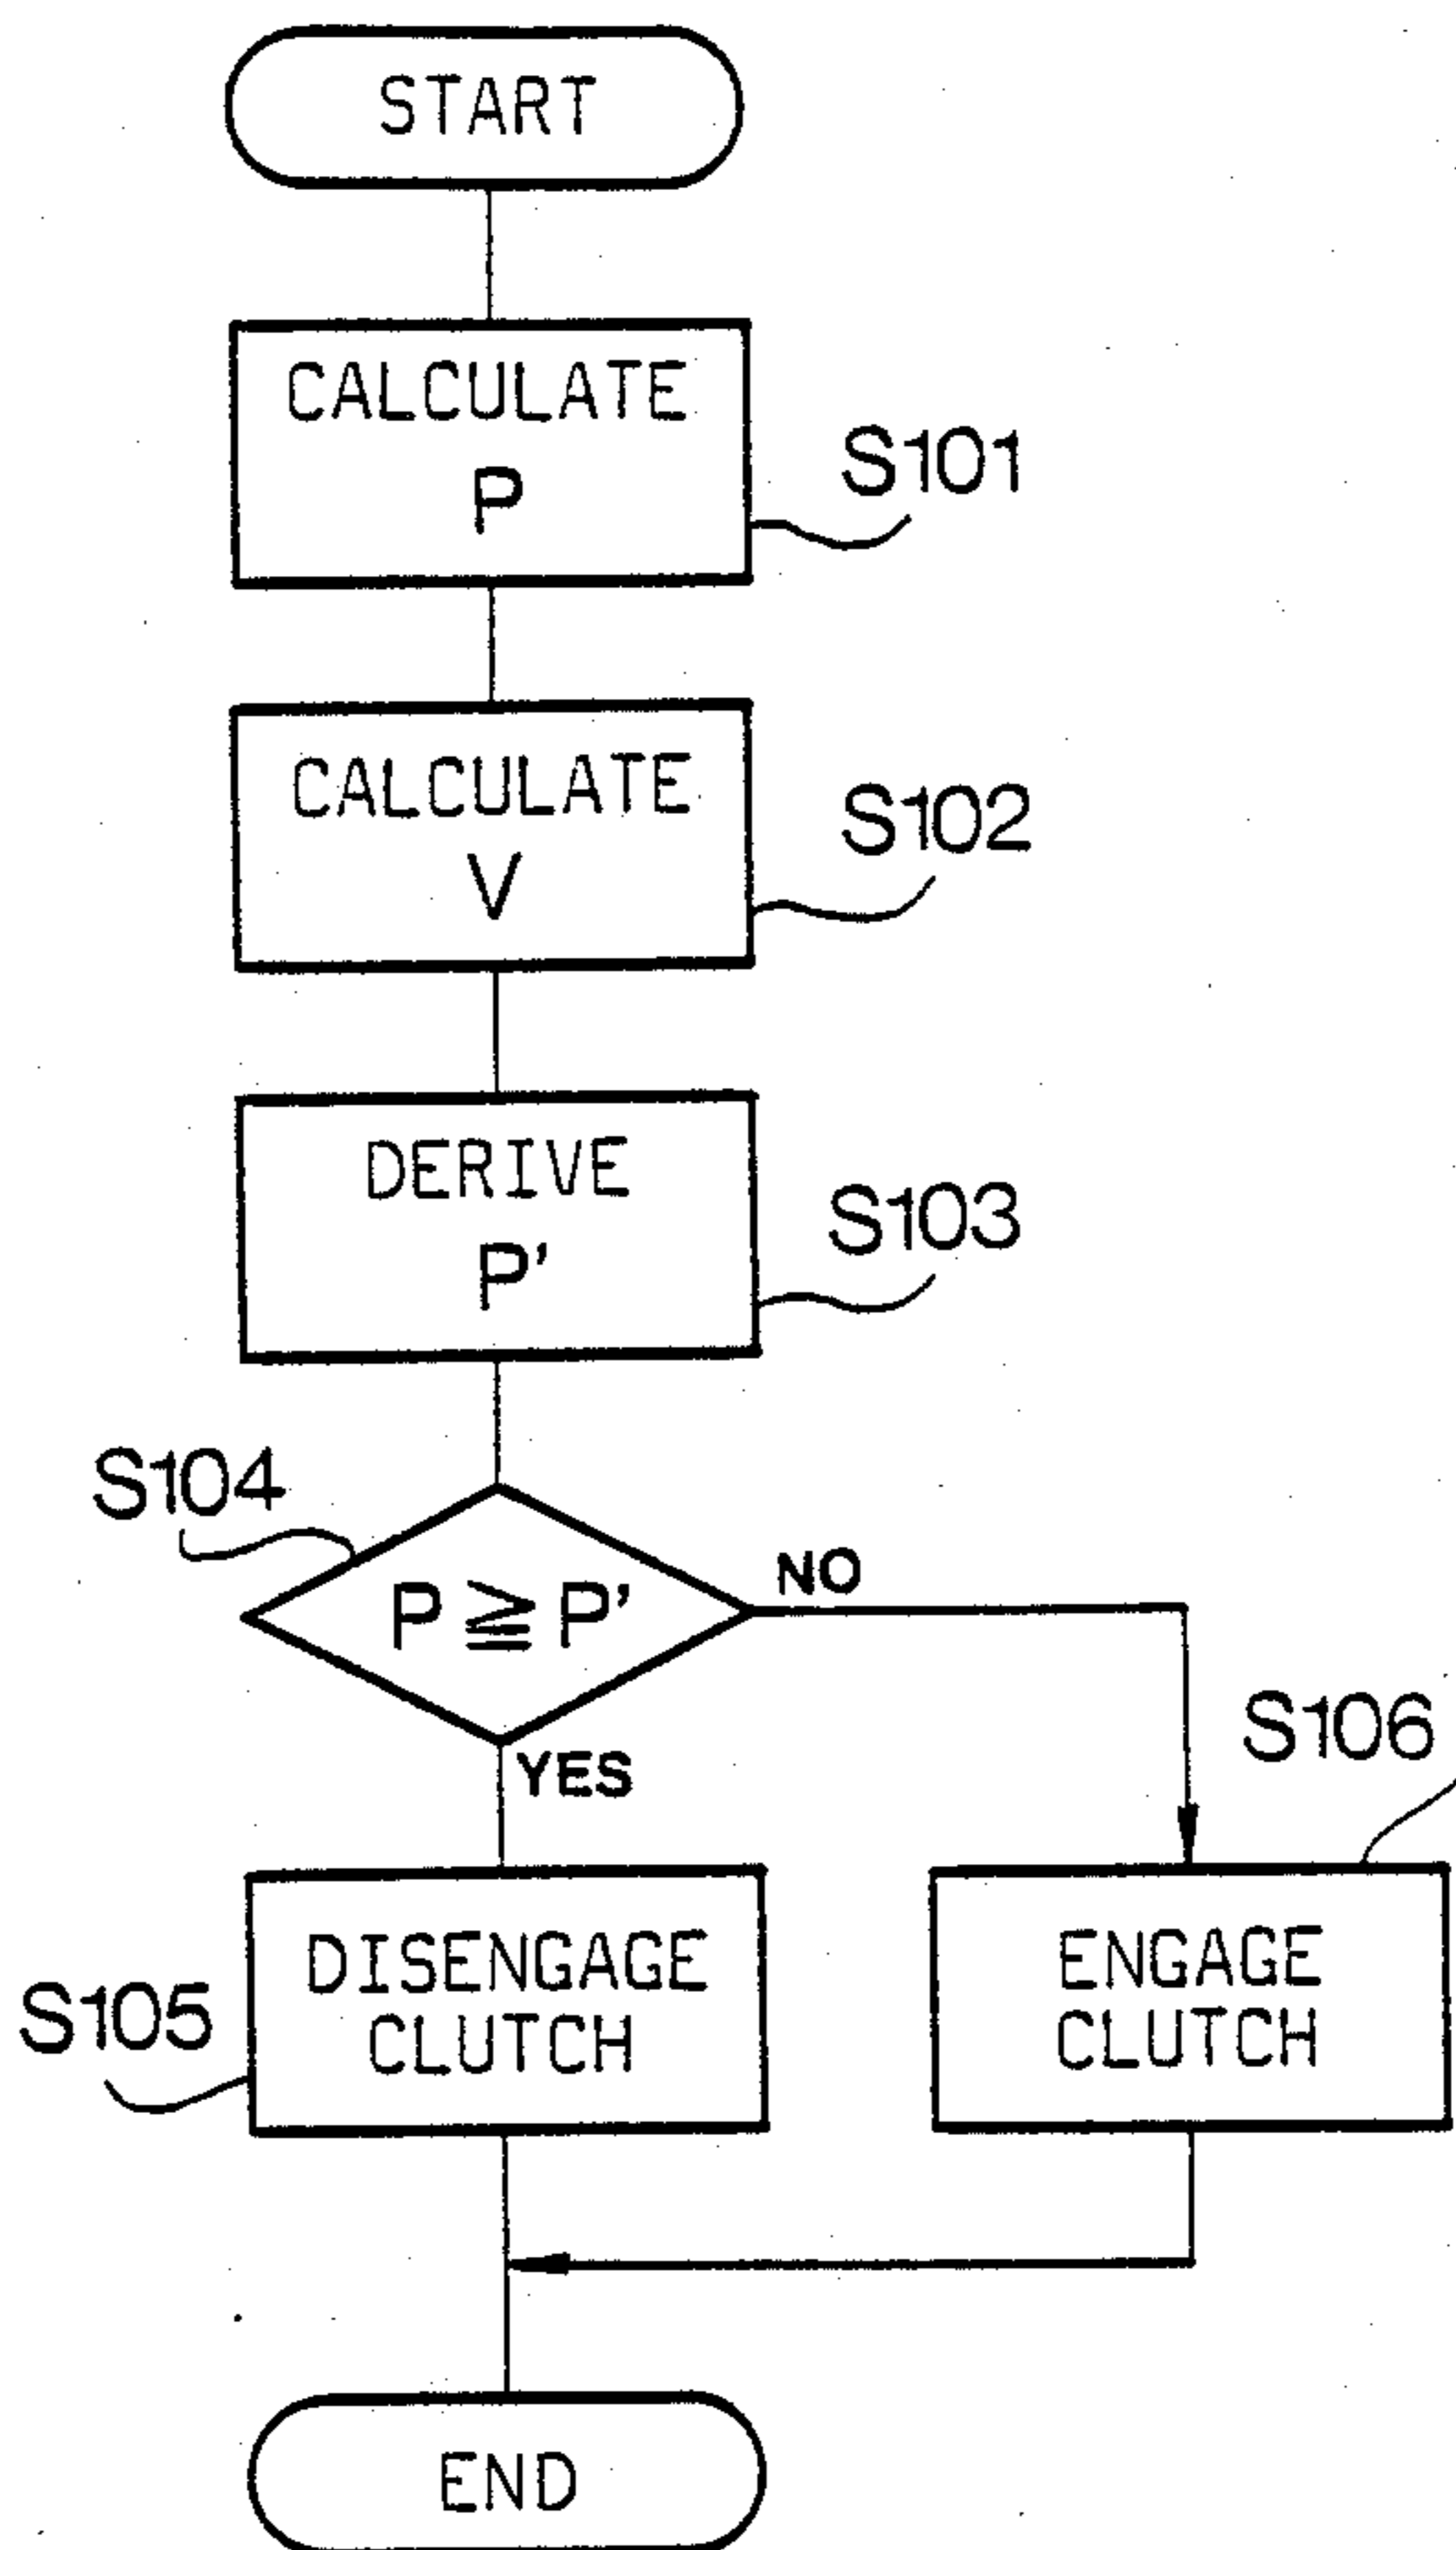 START
CALCULATE
P
S101
CALCULATE
V
S102
DERIVE
P'
S103
S104
P ≧ P'
NO
YES
S106
DISENGAGE
CLUTCH
S105
ENGAGE
CLUTCH
END